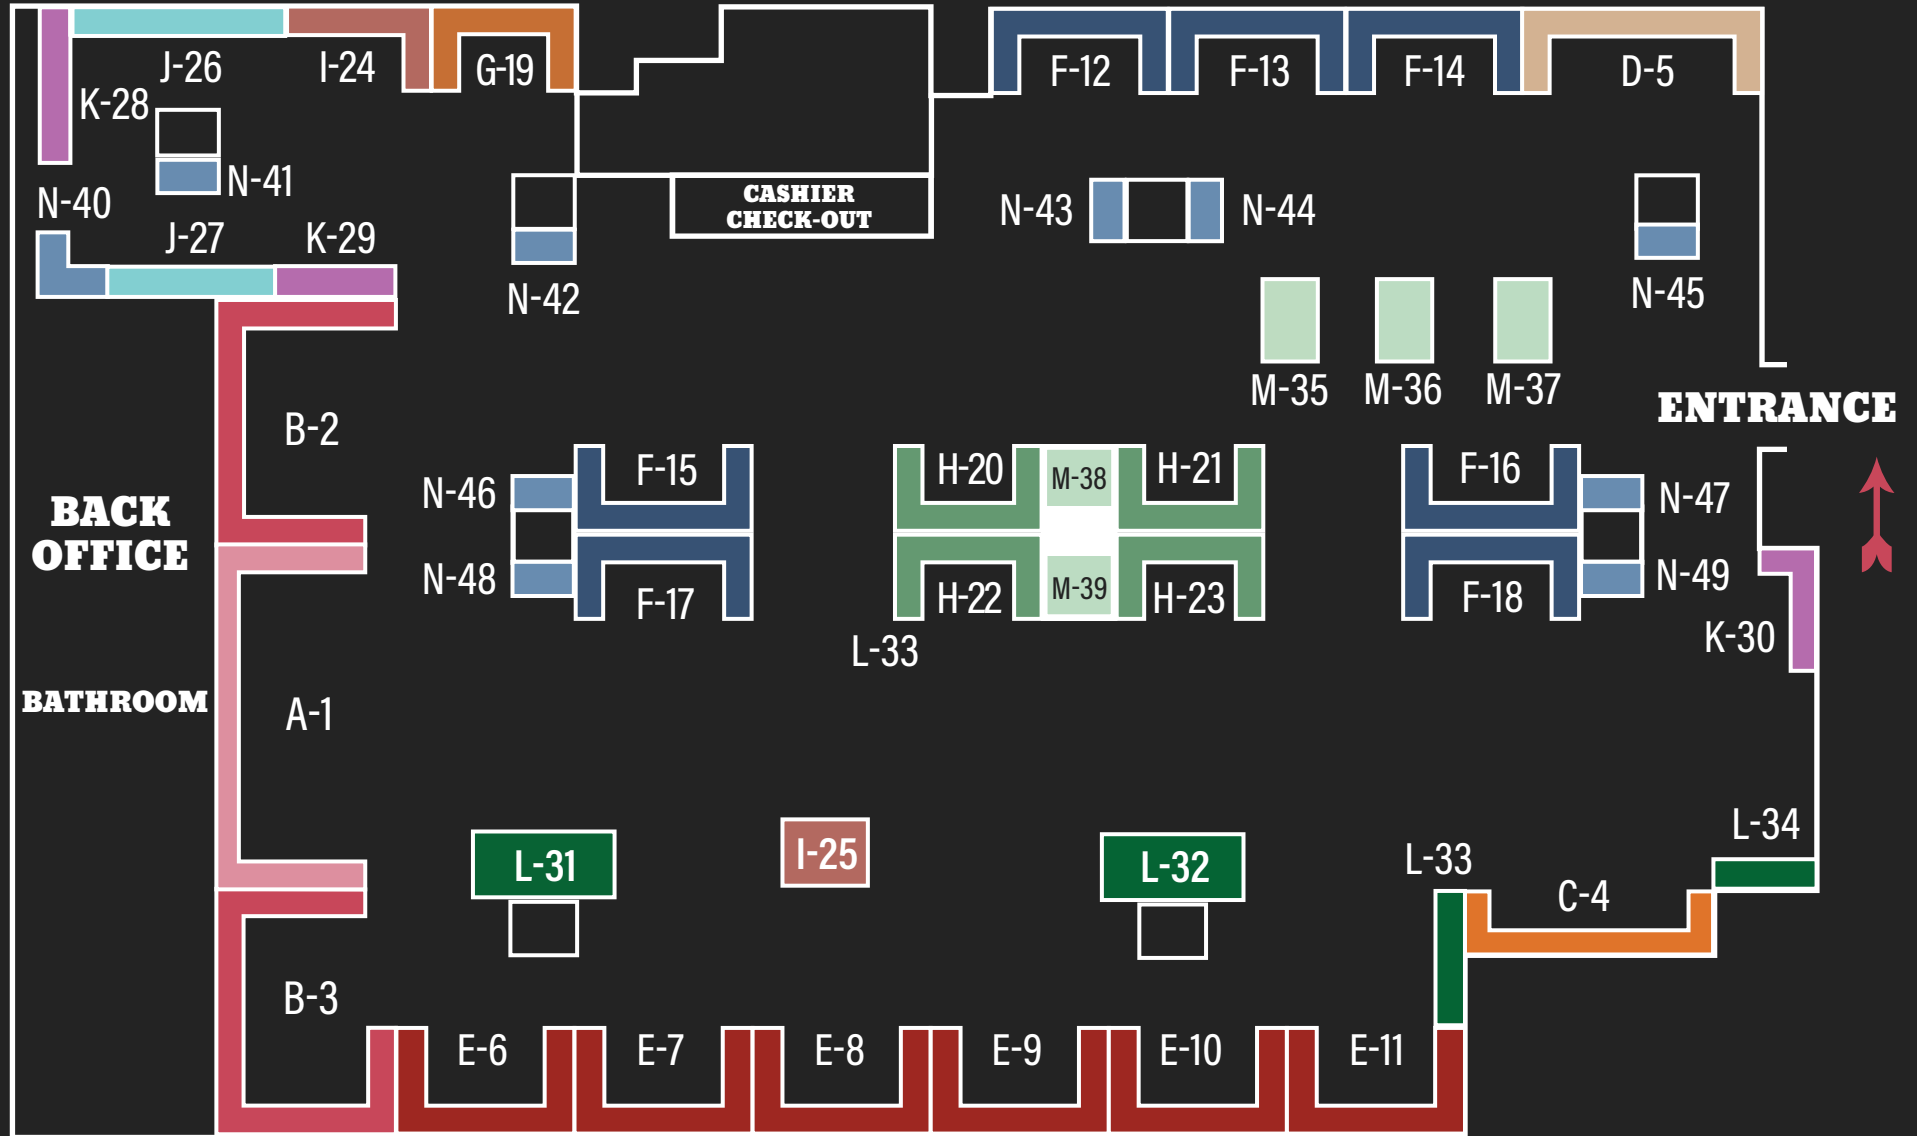 J-26
I-24
G-19
F-12
F-13
F-14
D-5
K-28
N-41
N-40
CASHIER
CHECK-OUT
N-43
N-44
J-27
K-29
N-42
N-45
M-35
M-36
M-37
ENTRANCE
B-2
F-15
H-20
M-38
H-21
F-16
N-46
N-47
BACK
OFFICE
N-48
F-17
H-22
M-39
H-23
F-18
N-49
L-33
K-30
BATHROOM
A-1
L-34
L-31
I-25
L-32
L-33
C-4
B-3
E-6
E-7
E-8
E-9
E-10
E-11